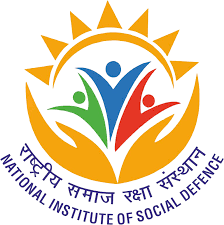 राष्ट्रीय समाज रक्षा संस्थान
NATIONAL INSTITUTE OF SOCIAL DEFENCE